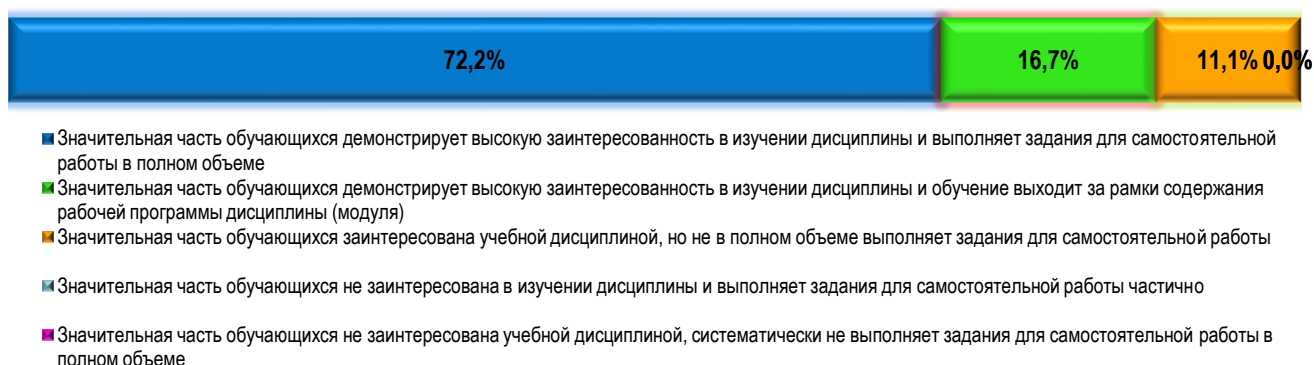 72,2% 16,7% 11,1% 0,0%
Значительная часть обучающихся демонстрирует высокую заинтересованность в изучении дисциплины и выполняет задания для самостоятельной
работы в полном объеме
Значительная часть обучающихся демонстрирует высокую заинтересованность в изучении дисциплины и обучение выходит за рамки содержания
рабочей программы дисциплины (модуля)
Значительная часть обучающихся заинтересована учебной дисциплиной, но не в полном объеме выполняет задания для самостоятельной работы
Значительная часть обучающихся не заинтересована в изучении дисциплины и выполняет задания для самостоятельной работы частично
Значительная часть обучающихся не заинтересована учебной дисциплиной, систематически не выполняет задания для самостоятельной работы в
полном объеме